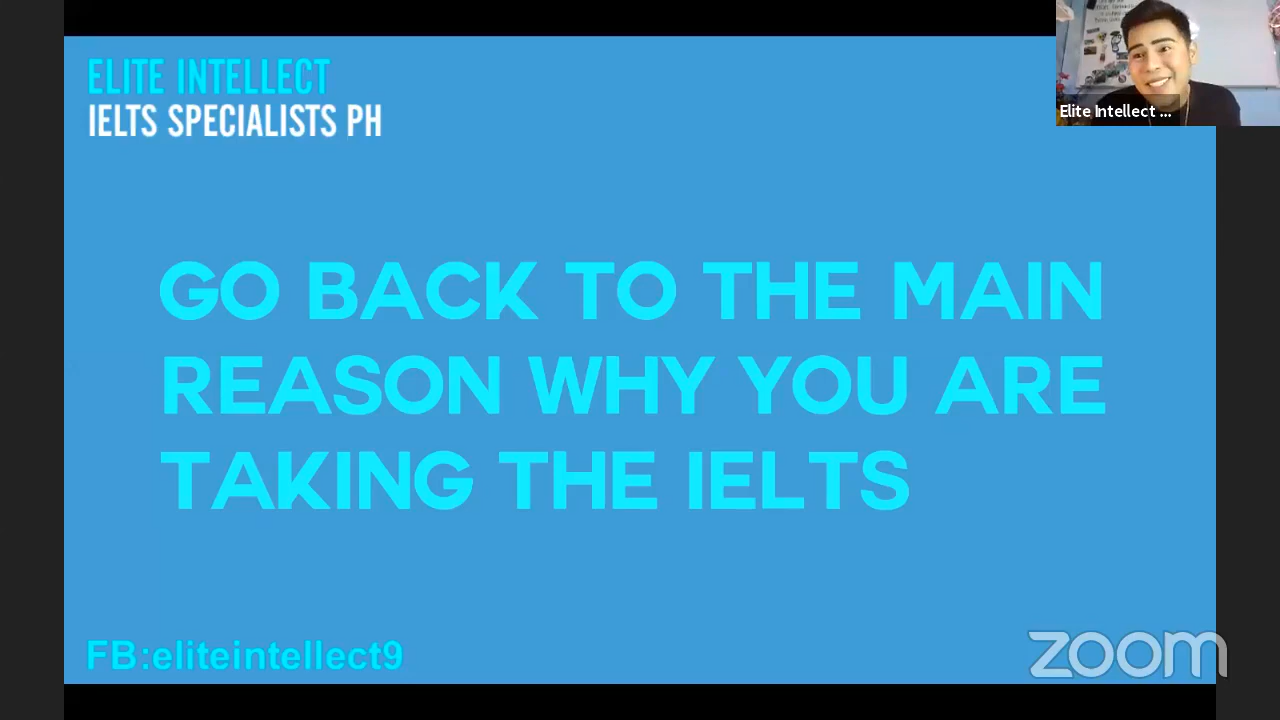 ELITE INTELLECT
IELTS SPECIALISTS PH
Elite Intellect ...
GO BACK TO THE MAIN
REASON WHY YOU ARE
TAKING THE IELTS
FB:eliteintellect9
zoom